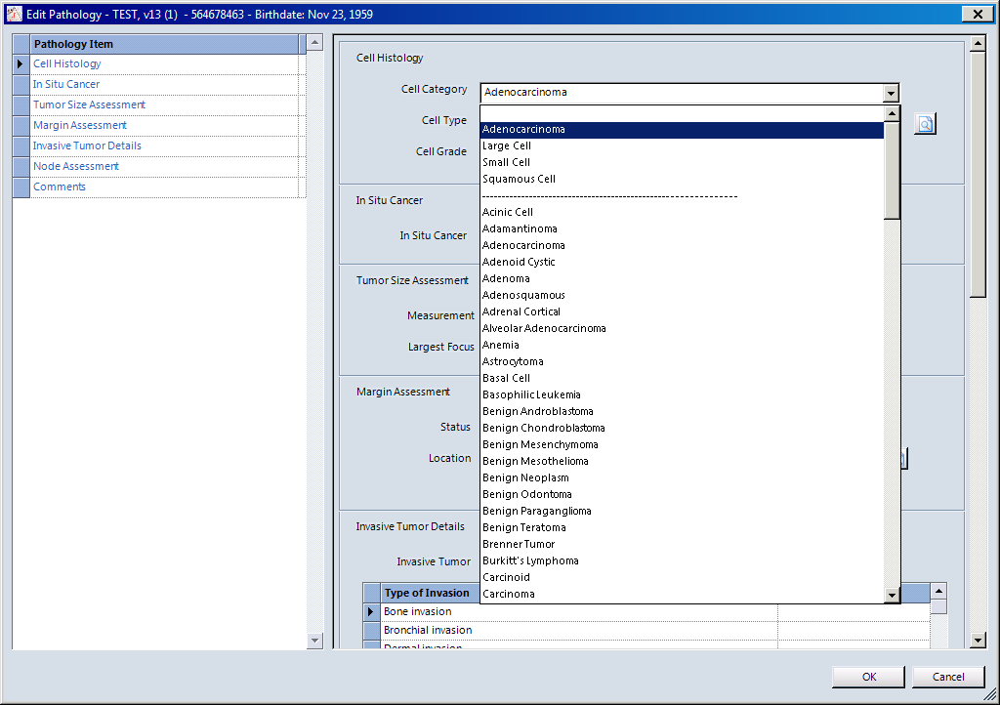 Edit Pathology - TEST, v13 (1) - 564678463 - Birthdate: Nov 23, 1959
Pathology Item
Cell Histology
In Situ Cancer
Tumor Size Assessment
Margin Assessment
Invasive Tumor Details
Node Assessment
Comments
Cell Histology
Cell Category
Adenocarcinoma
Cell Type
Cell Grade
Adenocarcinoma
Large Cell
Small Cell
Squamous Cell
------------------------------------------------------------
Acinic Cell
Adamantinoma
Adenocarcinoma
Adenoid Cystic
Adenoma
Adenosquamous
Adrenal Cortical
Alveolar Adenocarcinoma
Anemia
Astrocytoma
Basal Cell
Basophilic Leukemia
Benign Androblastoma
Benign Chondroblastoma
Benign Mesenchymoma
Benign Mesothelioma
Benign Neoplasm
Benign Odontoma
Benign Paraganglioma
Benign Teratoma
Brenner Tumor
Burkitt's Lymphoma
Carcinoid
Carcinoma
In Situ Cancer
In Situ Cancer
Tumor Size Assessment
Measurement
Largest Focus
Margin Assessment
Status
Location
Invasive Tumor Details
Invasive Tumor
Type of Invasion
Bone invasion
Bronchial invasion
Dermal invasion
OK
Cancel